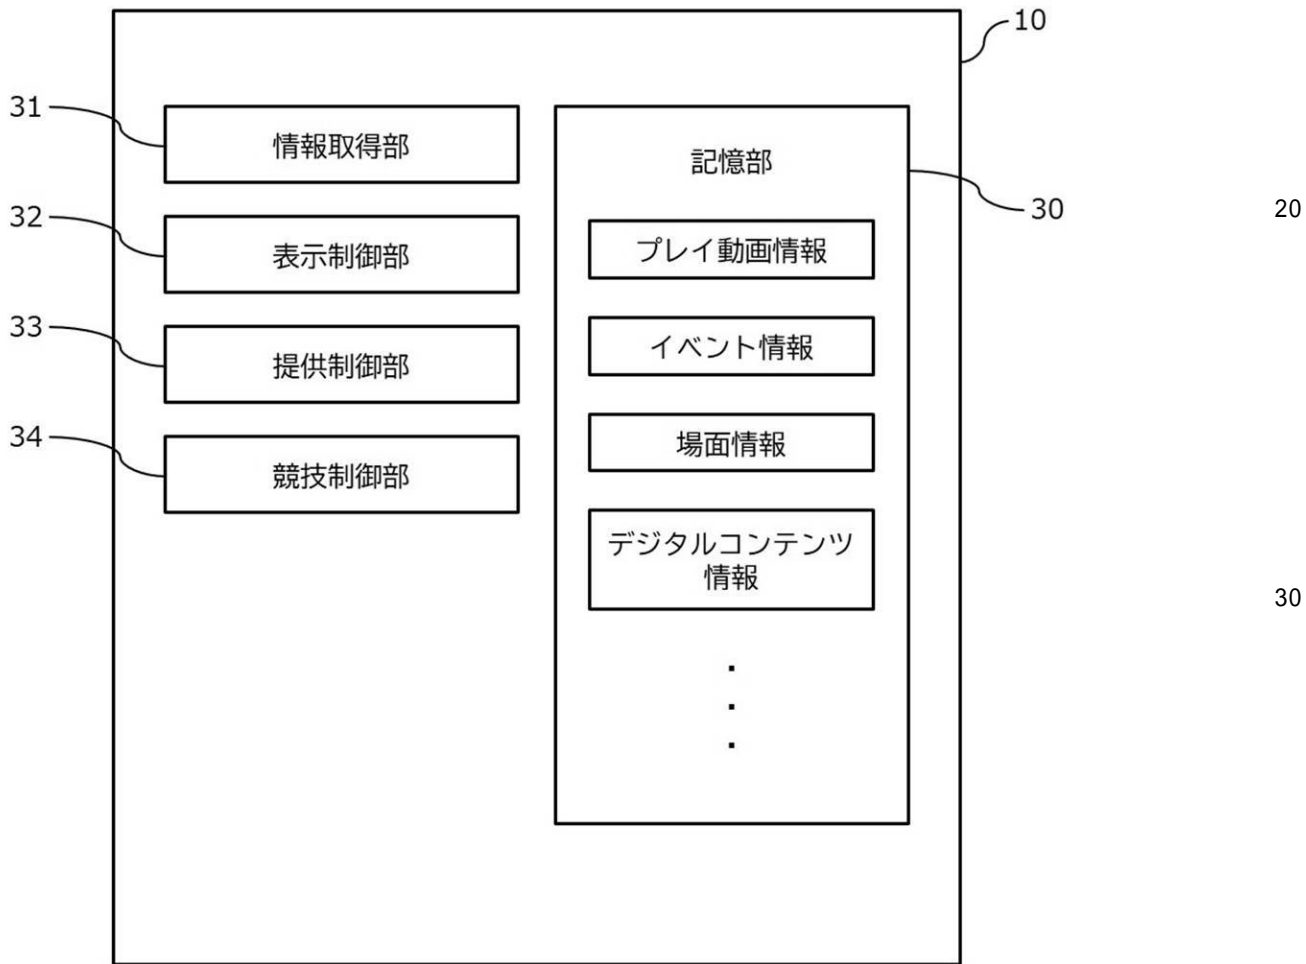 10
31
情報取得部
記憶部
30
20
32
表示制御部
プレイ動画情報
33
提供制御部
イベント情報
34
競技制御部
場面情報
デジタルコンテンツ
情報
30
・
・
・